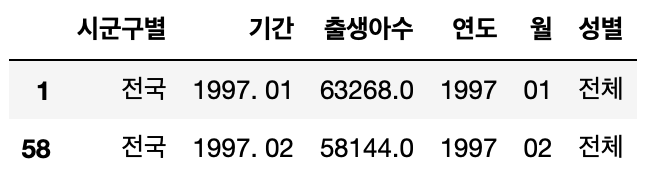 시군구별 기간 출생아수 연도 월 성별
1 전국 1997. 01 63268.0 1997 01 전체
58 전국 1997. 02 58144.0 1997 02 전체